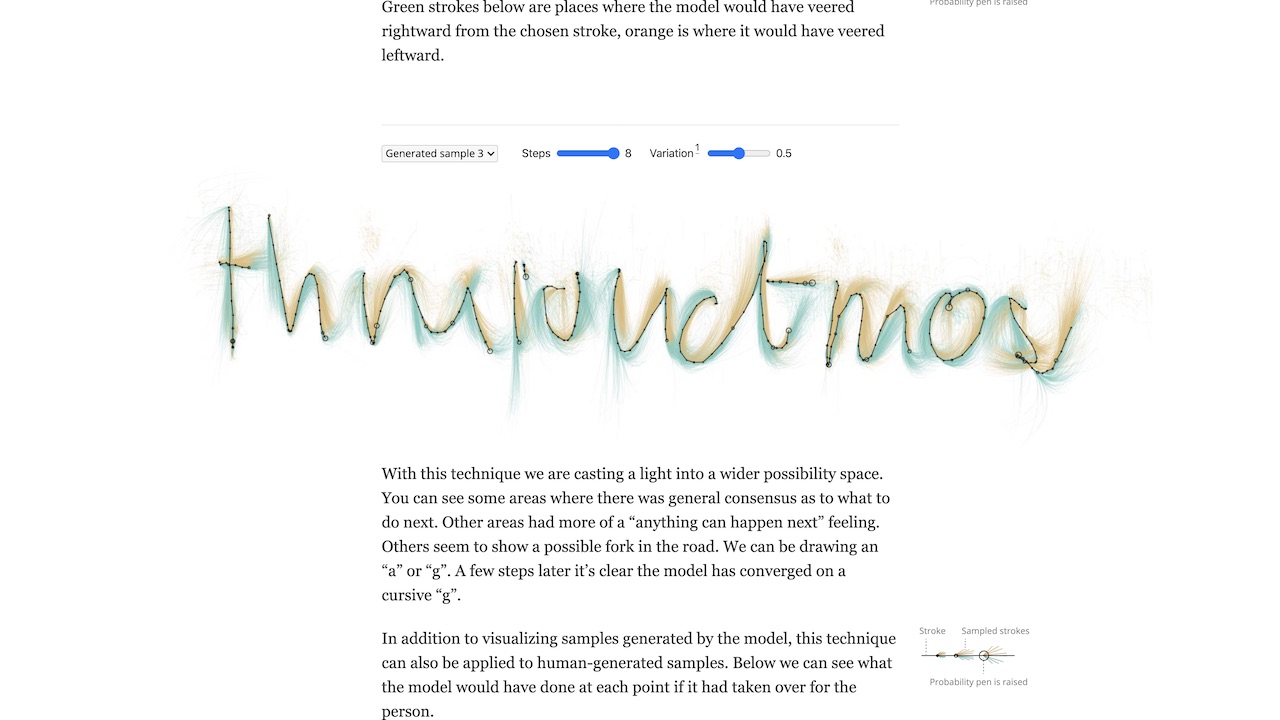 Probability pen is raised
Green strokes below are places where the model would have veered
rightward from the chosen stroke, orange is where it would have veered
leftward.
Generated sample 3
Steps 8 Variation 1 0.5
With this technique we are casting a light into a wider possibility space.
You can see some areas where there was general consensus as to what to
do next. Other areas had more of a “anything can happen next” feeling.
Others seem to show a possible fork in the road. We can be drawing an
“a” or “g”. A few steps later it’s clear the model has converged on a
cursive “g”.
In addition to visualizing samples generated by the model, this technique
can also be applied to human-generated samples. Below we can see what
the model would have done at each point if it had taken over for the
person.
Stroke Sampled strokes
Probability pen is raised